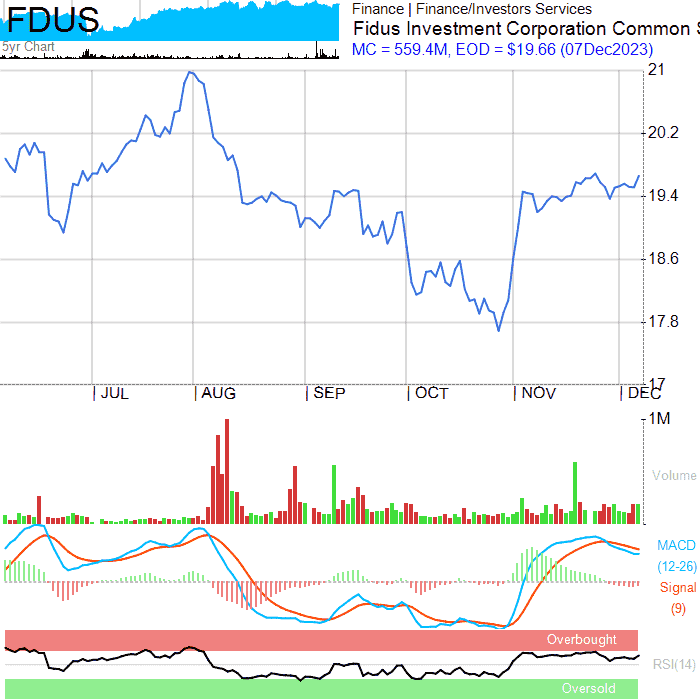 FDUS
5yr Chart
Finance | Finance/Investors Services
Fidus Investment Corporation Common S
MC = 559.4M, EOD = $19.66 (07Dec2023)
21
20.2
19.4
18.6
17.8
17
JUL AUG SEP OCT NOV DEC
1M
Volume
MACD
(12-26)
Signal
(9)
Overbought
RSI(14)
Oversold